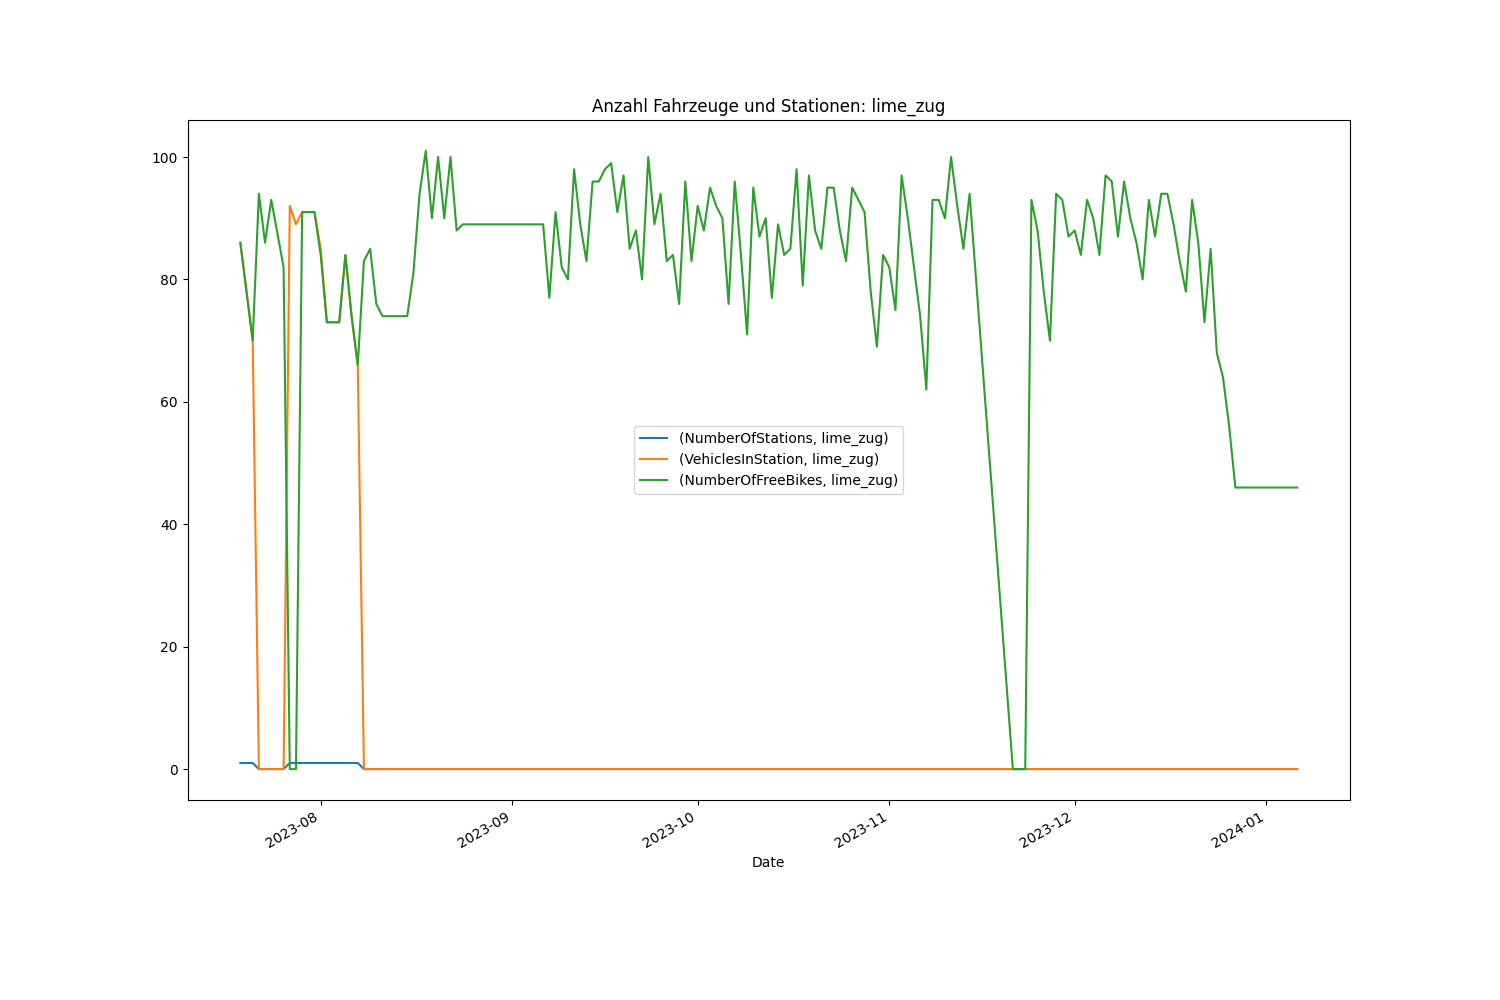 Anzahl Fahrzeuge und Stationen: lime_zug
100
80
60
40
20
0
(NumberOfStations, lime_zug)
(VehiclesInStation, lime_zug)
(NumberOfFreeBikes, lime_zug)
2023-08
2023-09
2023-10
2023-11
2023-12
2024-01
Date